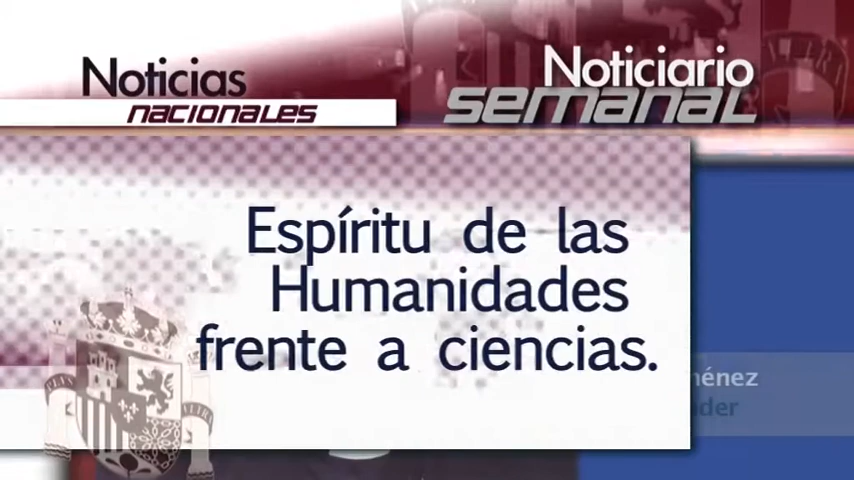 Noticias
nacionales
Noticiario
semanal
Espíritu de las
Humanidades
frente a ciencias.